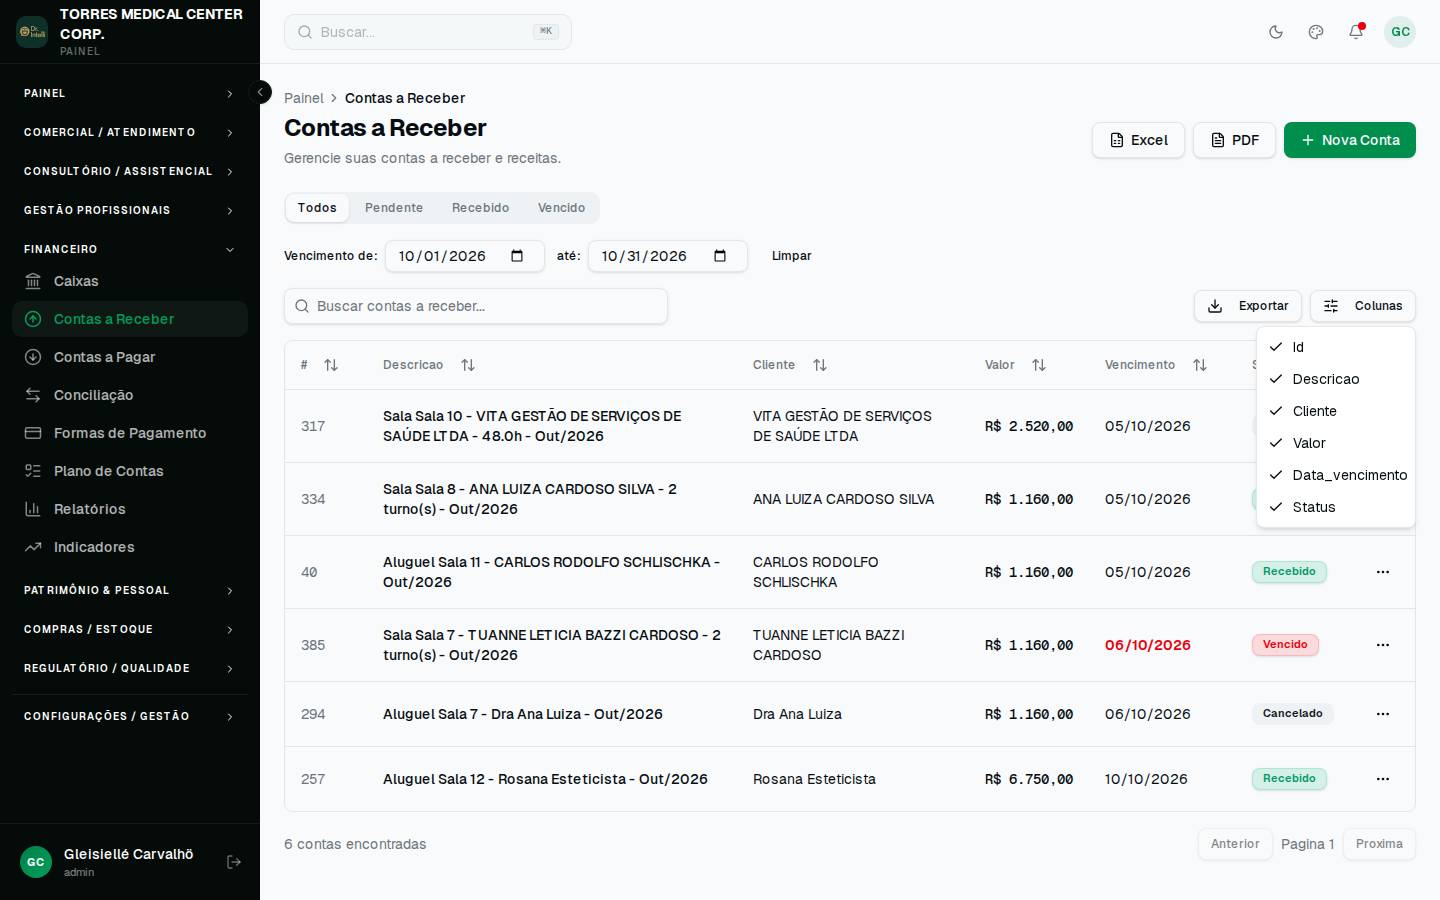 TORRES MEDICAL CENTER
CORP.
PAINEL
PAINEL
COMERCIAL / ATENDIMENTO
CONSULTÓRIO / ASSISTENCIAL
GESTÃO PROFISSIONAIS
FINANCEIRO
Caixas
Contas a Receber
Contas a Pagar
Conciliação
Formas de Pagamento
Plano de Contas
Relatórios
Indicadores
PATRIMÔNIO & PESSOAL
COMPRAS / ESTOQUE
REGULATÓRIO / QUALIDADE
CONFIGURAÇÕES / GESTÃO
GC
Gleisiellé Carvalhö
admin
Buscar...
⌘K
GC
Painel > Contas a Receber
Contas a Receber
Gerencie suas contas a receber e receitas.
Excel
PDF
+ Nova Conta
Todos Pendente Recebido Vencido
Vencimento de: 10/01/2026 até: 10/31/2026 Limpar
Buscar contas a receber...
Exportar
Colunas
Id
Descricao
Cliente
Valor
Data_vencimento
Status
# Descricao Cliente Valor Vencimento
317 Sala Sala 10 - VITA GESTÃO DE SERVIÇOS DE
SAÚDE LTDA - 48.0h - Out/2026
VITA GESTÃO DE SERVIÇOS
DE SAÚDE LTDA
R$ 2.520,00 05/10/2026
334 Sala Sala 8 - ANA LUIZA CARDOSO SILVA - 2
turno(s) - Out/2026
ANA LUIZA CARDOSO SILVA R$ 1.160,00 05/10/2026
40 Aluguel Sala 11 - CARLOS RODOLFO SCHLISCHKA -
Out/2026
CARLOS RODOLFO
SCHLISCHKA
R$ 1.160,00 05/10/2026 Recebido ...
385 Sala Sala 7 - TUANNE LETICIA BAZZI CARDOSO - 2
turno(s) - Out/2026
TUANNE LETICIA BAZZI
CARDOSO
R$ 1.160,00 06/10/2026 Vencido ...
294 Aluguel Sala 7 - Dra Ana Luiza - Out/2026 Dra Ana Luiza R$ 1.160,00 06/10/2026 Cancelado ...
257 Aluguel Sala 12 - Rosana Esteticista - Out/2026 Rosana Esteticista R$ 6.750,00 10/10/2026 Recebido ...
6 contas encontradas
Anterior Pagina 1 Proxima